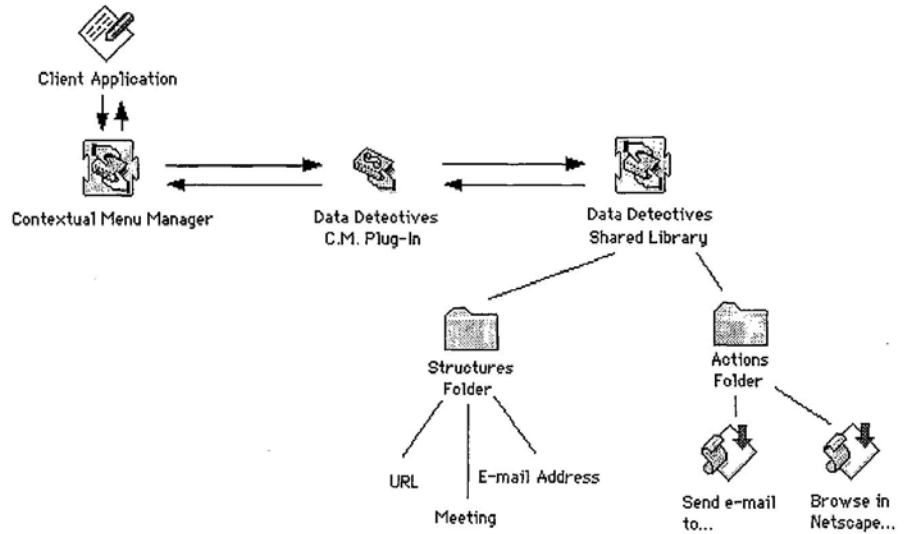 Client Application
Contextual Menu Manager
Data Detectives
C.M. Plug-In
Data Detectives
Shared Library
Structures
Folder
Actions
Folder
URL
E-mail Address
Meeting
Send e-mail
to...
Browse in
Netscape...